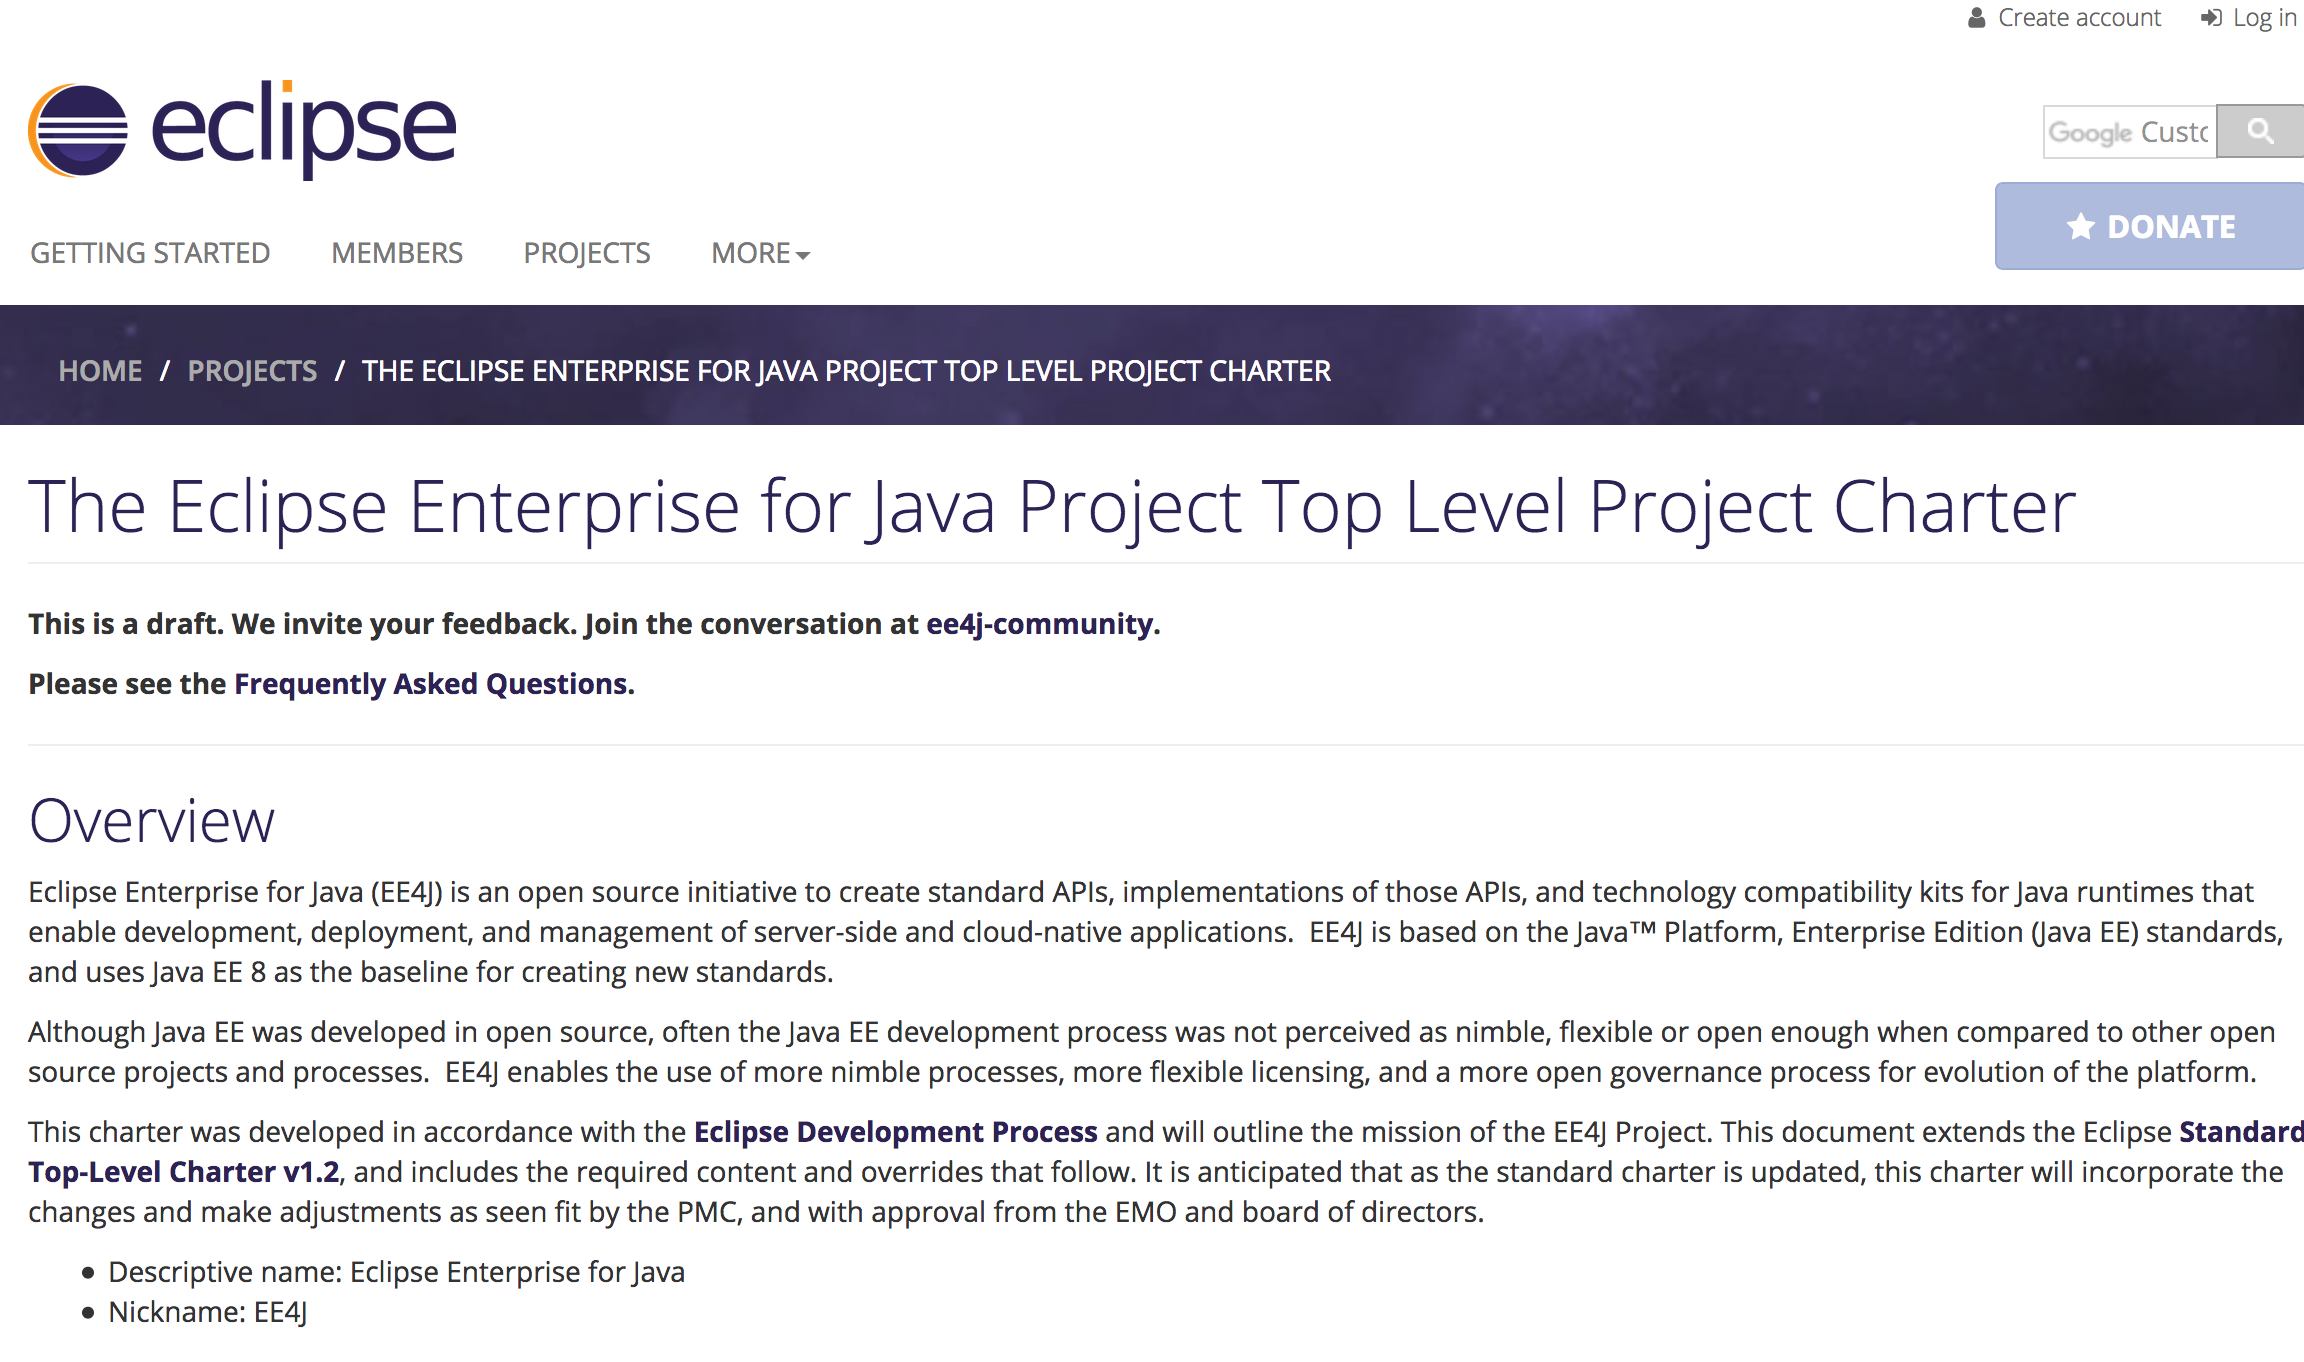 Create account Log in
eclipse
Google Custo
DONATE
GETTING STARTED MEMBERS PROJECTS MORE
HOME / PROJECTS / THE ECLIPSE ENTERPRISE FOR JAVA PROJECT TOP LEVEL PROJECT CHARTER
The Eclipse Enterprise for Java Project Top Level Project Charter
This is a draft. We invite your feedback. Join the conversation at ee4j-community.
Please see the Frequently Asked Questions.
Overview
Eclipse Enterprise for Java (EE4J) is an open source initiative to create standard APIs, implementations of those APIs, and technology compatibility kits for Java runtimes that
enable development, deployment, and management of server-side and cloud-native applications.  EE4J is based on the Java™ Platform, Enterprise Edition (Java EE) standards,
and uses Java EE 8 as the baseline for creating new standards.
Although Java EE was developed in open source, often the Java EE development process was not perceived as nimble, flexible or open enough when compared to other open
source projects and processes.  EE4J enables the use of more nimble processes, more flexible licensing, and a more open governance process for evolution of the platform.
This charter was developed in accordance with the Eclipse Development Process and will outline the mission of the EE4J Project. This document extends the Eclipse Standard
Top-Level Charter v1.2, and includes the required content and overrides that follow. It is anticipated that as the standard charter is updated, this charter will incorporate the
changes and make adjustments as seen fit by the PMC, and with approval from the EMO and board of directors.
• Descriptive name: Eclipse Enterprise for Java
• Nickname: EE4J